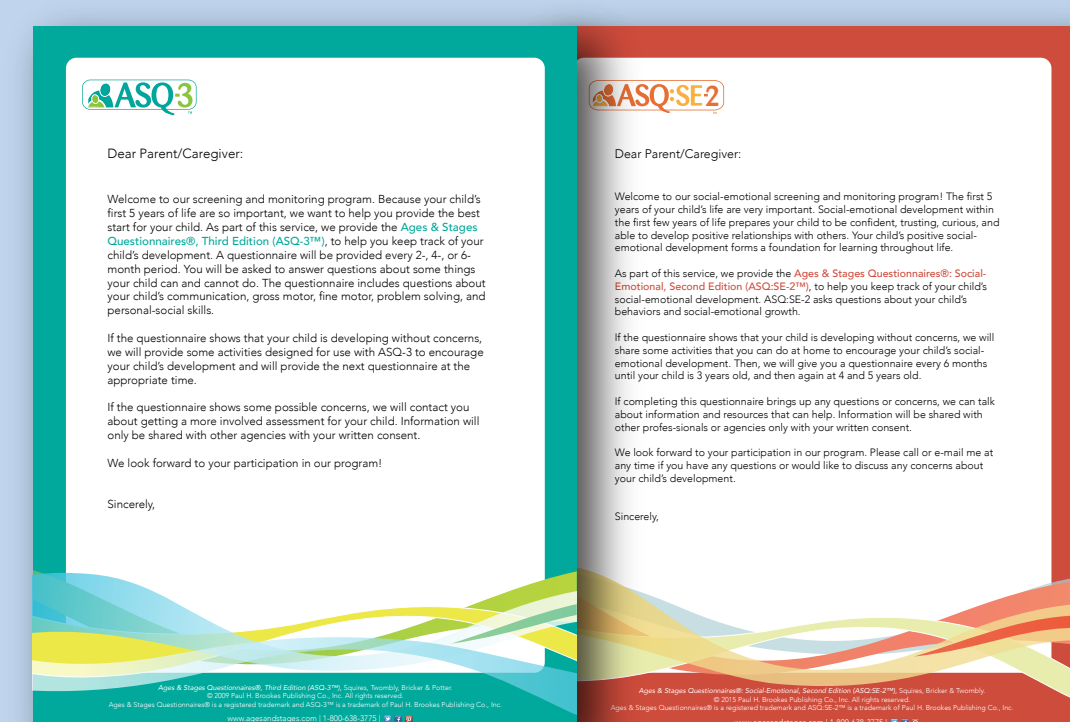 ASQ-3™
Dear Parent/Caregiver:
Welcome to our screening and monitoring program. Because your child's
first 5 years of life are so important, we want to help you provide the best
start for your child. As part of this service, we provide the Ages & Stages
Questionnaires®, Third Edition (ASQ-3™), to help you keep track of your
child's development. A questionnaire will be provided every 2-, 4-, or 6-
month period. You will be asked to answer questions about some things
your child can and cannot do. The questionnaire includes questions about
your child's communication, gross motor, fine motor, problem solving, and
personal-social skills.
If the questionnaire shows that your child is developing without concerns,
we will provide some activities designed for use with ASQ-3 to encourage
your child's development and will provide the next questionnaire at the
appropriate time.
If the questionnaire shows some possible concerns, we will contact you
about getting a more involved assessment for your child. Information will
only be shared with other agencies with your written consent.
We look forward to your participation in our program!
Sincerely,
Ages & Stages Questionnaires®, Third Edition (ASQ-3™), Squires, Twombly, Bricker & Potter.
© 2009 Paul H. Brookes Publishing Co., Inc. All rights reserved.
Ages & Stages Questionnaires® is a registered trademark and ASQ-3™ is a trademark of Paul H. Brookes Publishing Co., Inc.
www.agesandstages.com | 1-800-638-3775 |
ASQ:SE-2™
Dear Parent/Caregiver:
Welcome to our social-emotional screening and monitoring program! The first 5
years of your child's life are very important. Social-emotional development within
the first few years of life prepares your child to be confident, trusting, curious, and
able to develop positive relationships with others. Your child's positive social-
emotional development forms a foundation for learning throughout life.
As part of this service, we provide the Ages & Stages Questionnaires®: Social-
Emotional, Second Edition (ASQ:SE-2™), to help you keep track of your child's
social-emotional development. ASQ:SE-2 asks questions about your child's
behaviors and social-emotional growth.
If the questionnaire shows that your child is developing without concerns, we will
share some activities that you can do at home to encourage your child's social-
emotional development. Then, we will give you a questionnaire every 6 months
until your child is 3 years old, and then again at 4 and 5 years old.
If completing this questionnaire brings up any questions or concerns, we can talk
about information and resources that can help. Information will be shared with
other profes-sionals or agencies only with your written consent.
We look forward to your participation in our program. Please call or e-mail me at
any time if you have any questions or would like to discuss any concerns about
your child's development.
Sincerely,
Ages & Stages Questionnaires®: Social-Emotional, Second Edition (ASQ:SE-2™), Squires, Bricker & Twombly.
© 2015 Paul H. Brookes Publishing Co., Inc. All rights reserved.
Ages & Stages Questionnaires® is a registered trademark and ASQ:SE-2™ is a trademark of Paul H. Brookes Publishing Co., Inc.
www.agesandstages.com | 1-800-638-3775 |